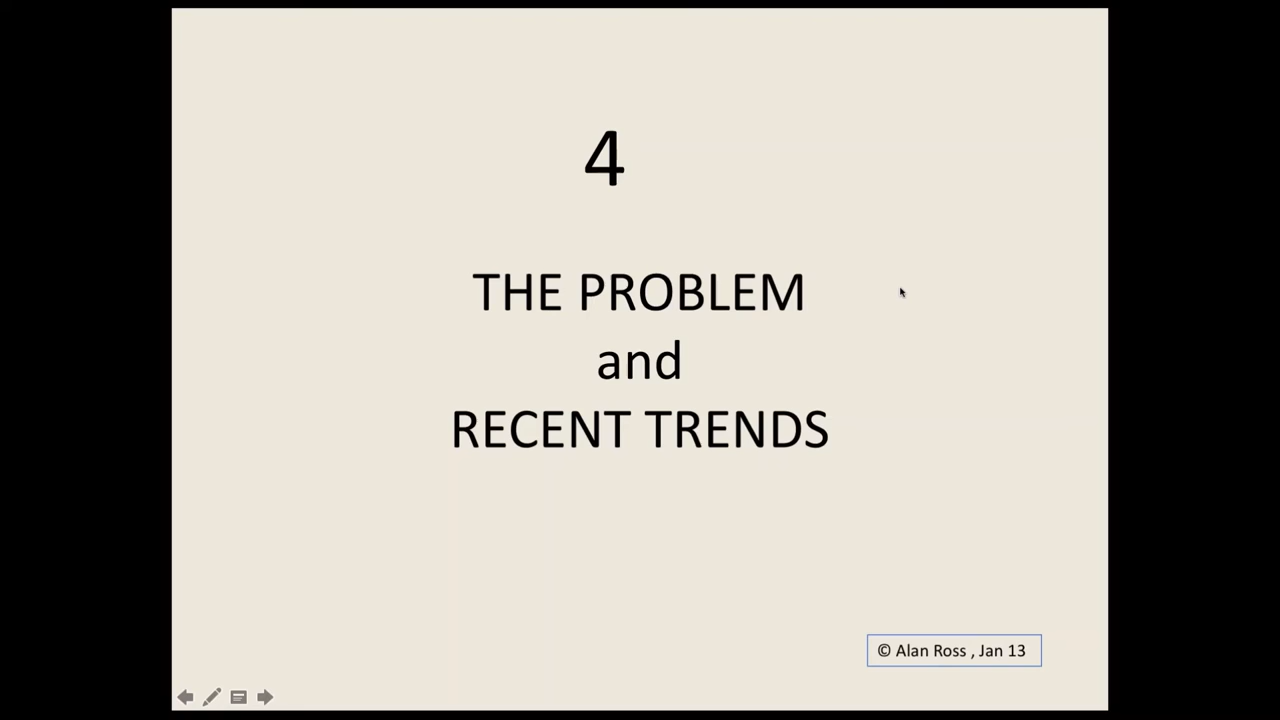 4
THE PROBLEM
and
RECENT TRENDS
© Alan Ross , Jan 13